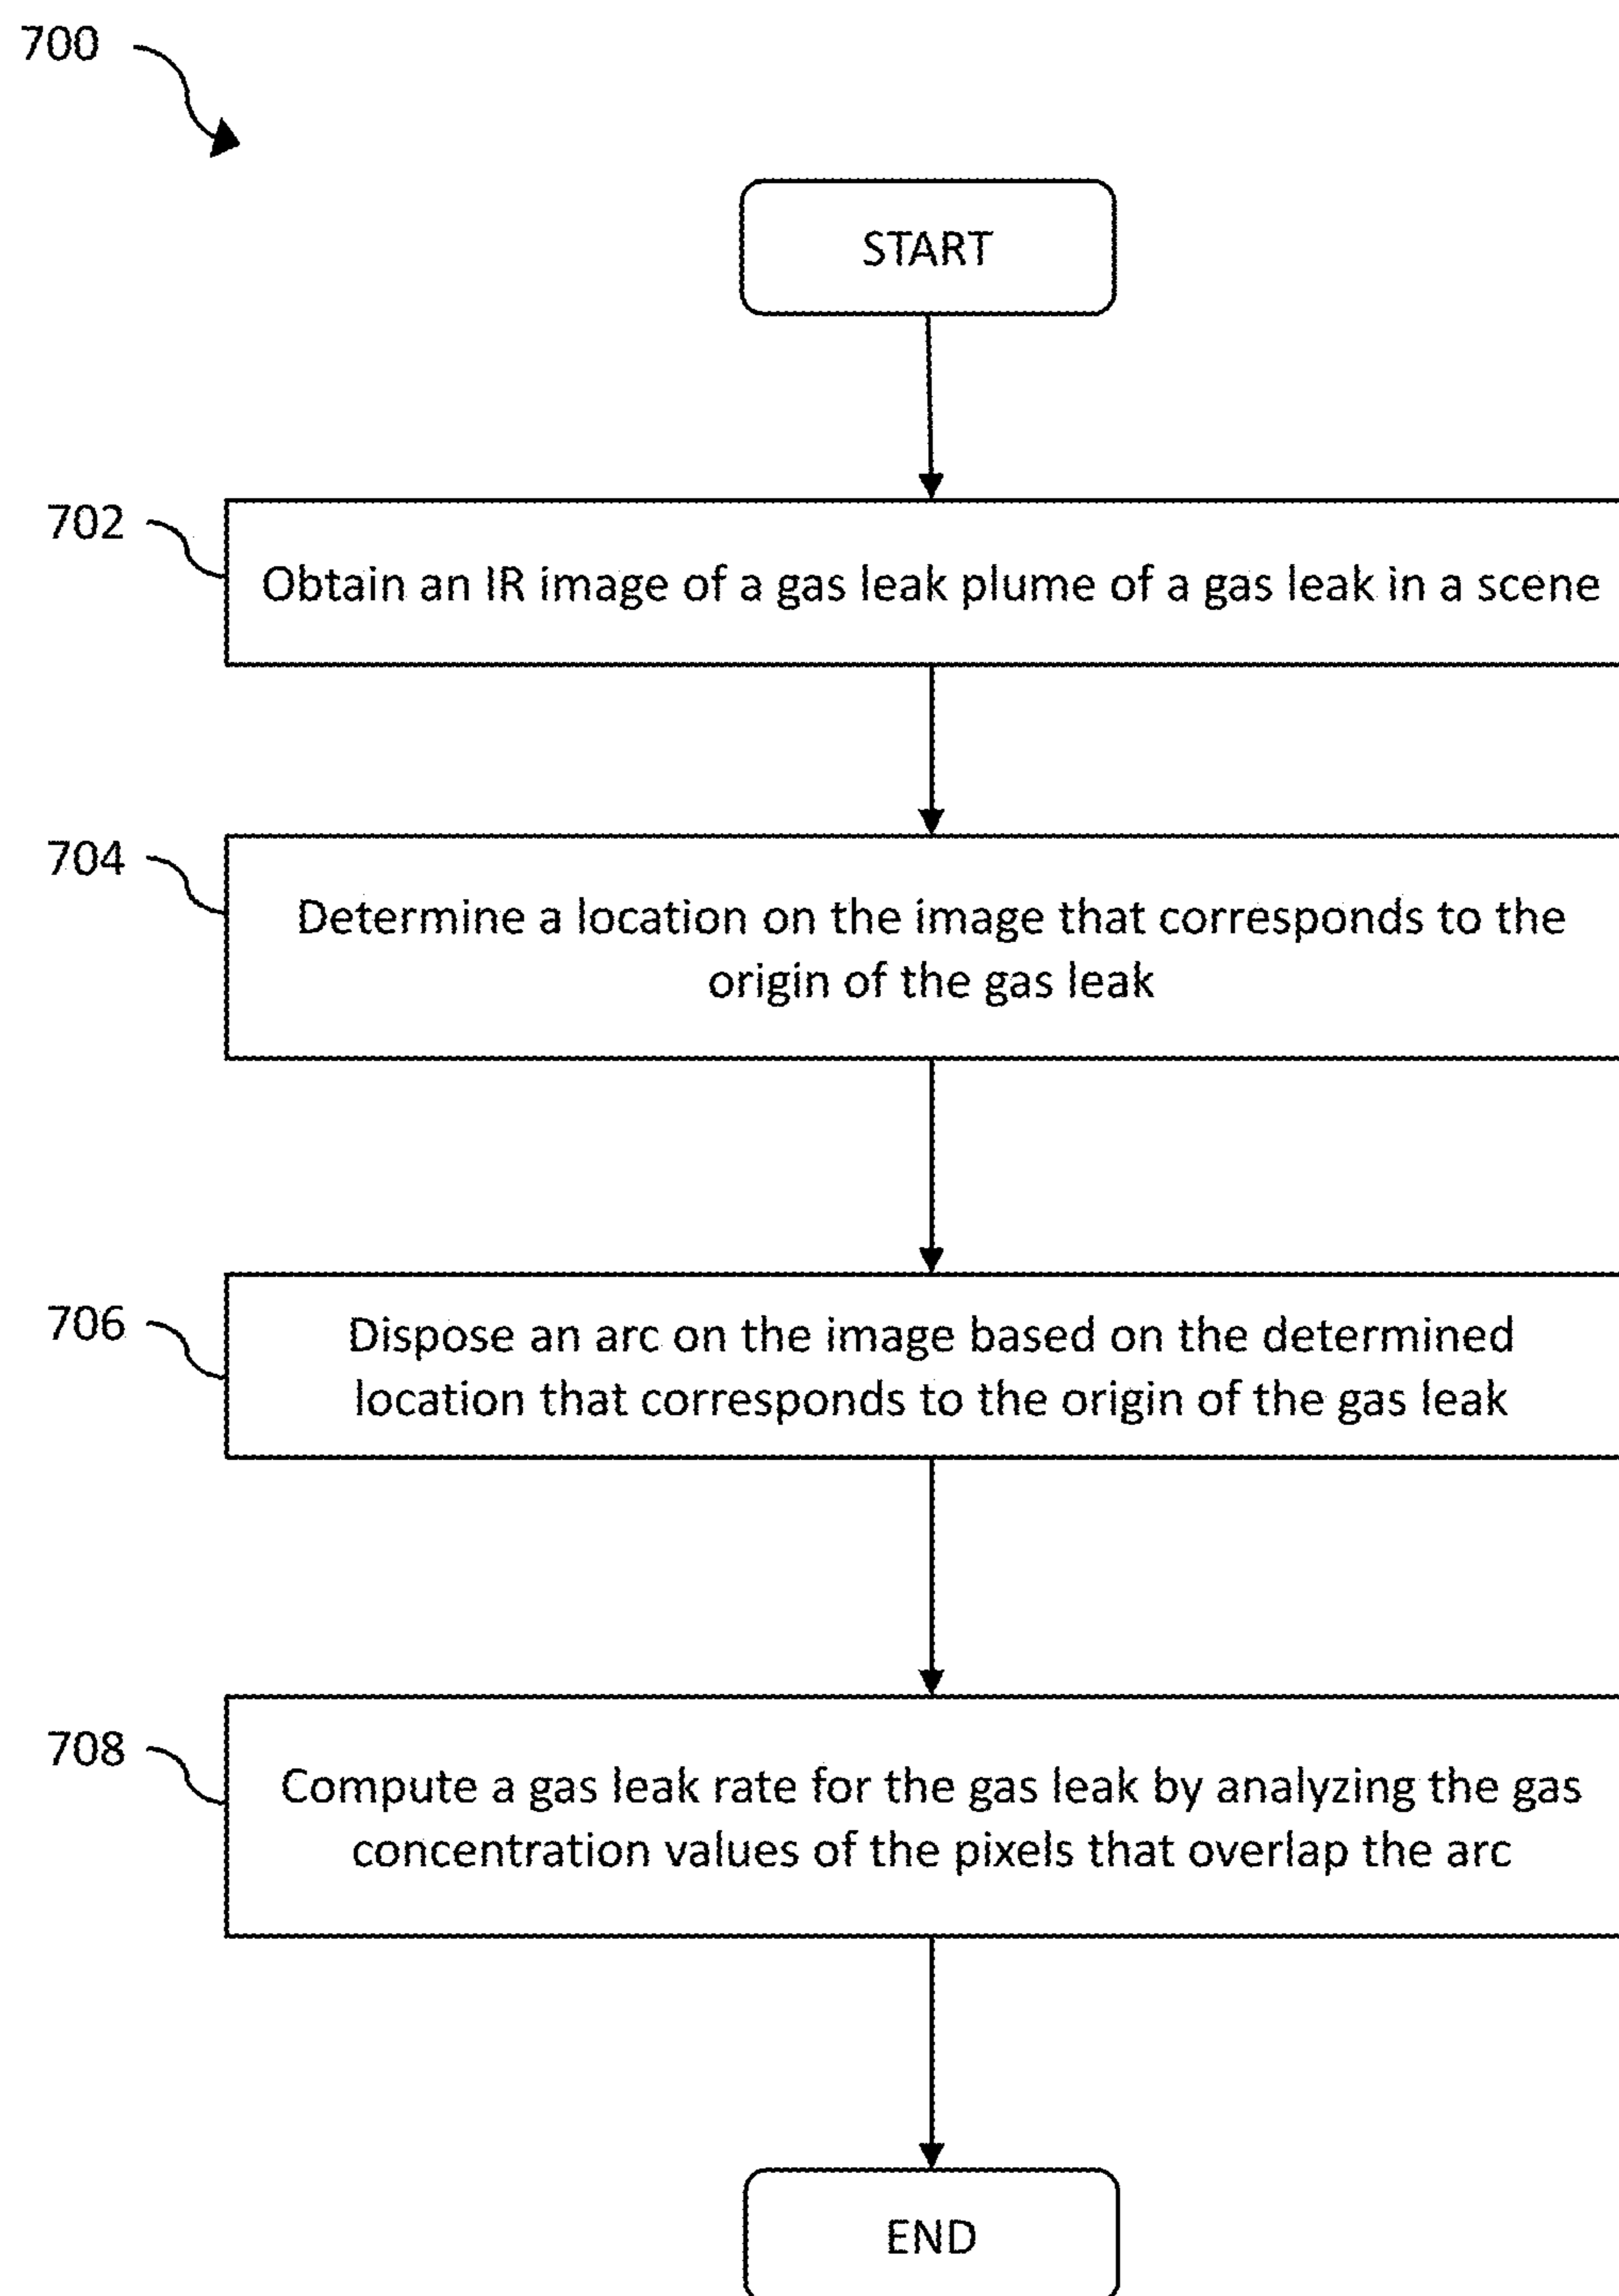 700
START
702
Obtain an IR image of a gas leak plume of a gas leak in a scene
704
Determine a location on the image that corresponds to the
origin of the gas leak
706
Dispose an arc on the image based on the determined
location that corresponds to the origin of the gas leak
708
Compute a gas leak rate for the gas leak by analyzing the gas
concentration values of the pixels that overlap the arc
END